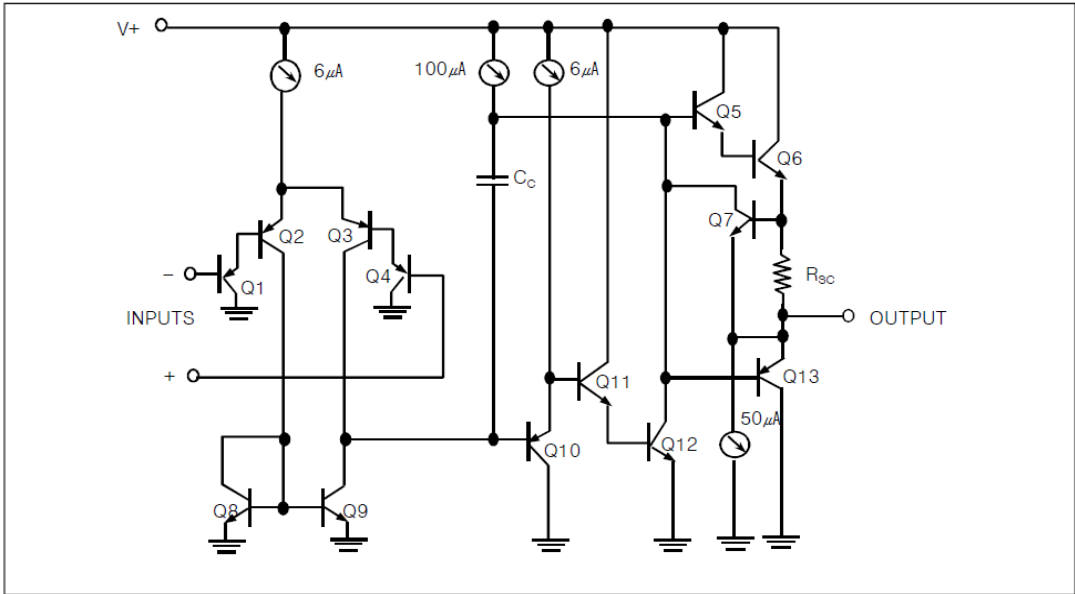 V+
6μA
100μA
6μA
Q5
Q6
CC
Q7
Q2
Q3
Q4
Q1
−
RSC
INPUTS
OUTPUT
+
Q11
Q13
50μA
Q10
Q12
Q8
Q9